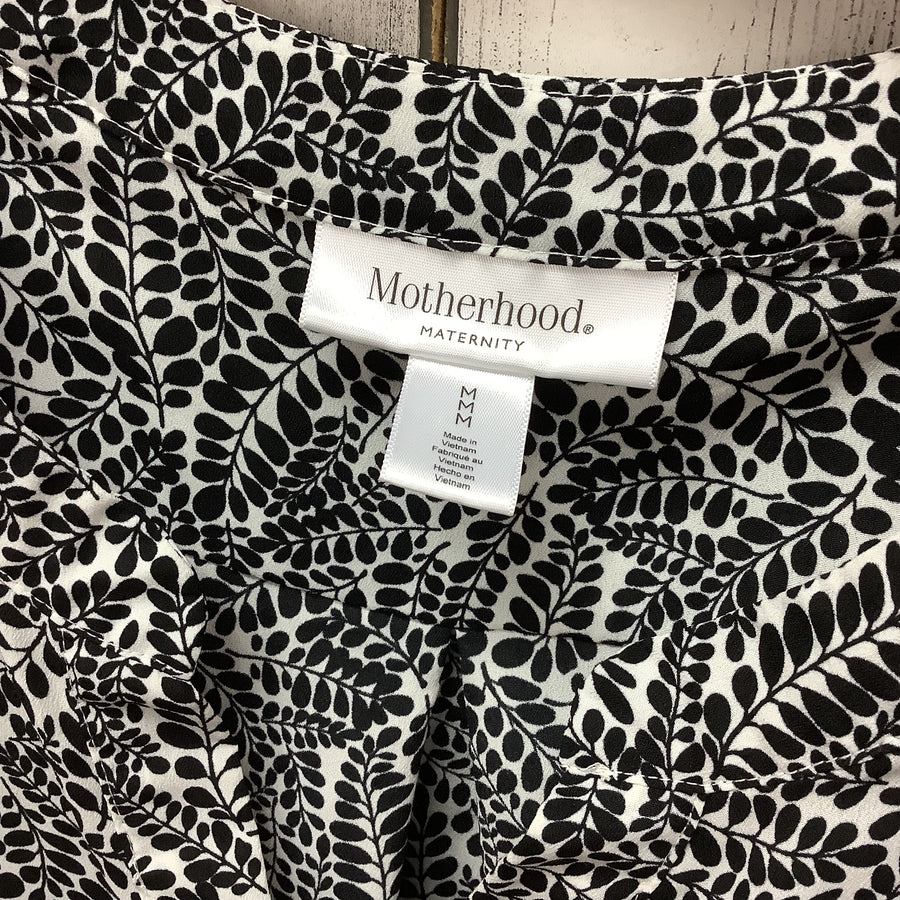 Motherhood®
MATERNITY
M
M
M
Made in
Vietnam
Fabriqué au
Vietnam
Hecho en
Vietnam